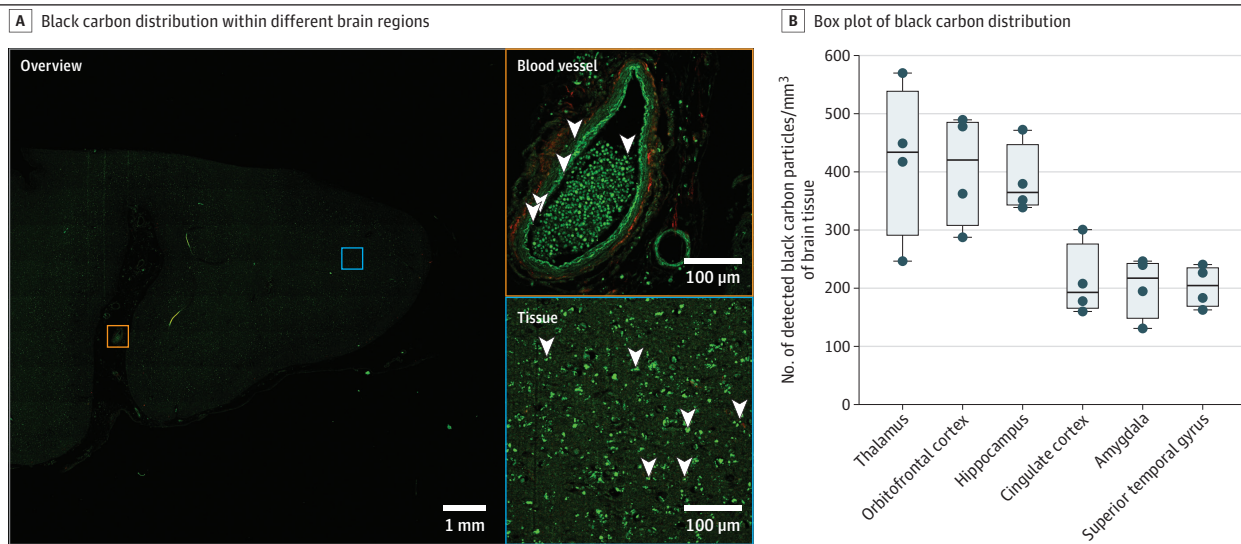 A Black carbon distribution within different brain regions
Overview
1 mm
Blood vessel
100 µm
Tissue
100 µm
B Box plot of black carbon distribution
No. of detected black carbon particles/mm³
of brain tissue
600
500
400
300
200
100
0
Thalamus
Orbitofrontal cortex
Hippocampus
Cingulate cortex
Amygdala
Superior temporal gyrus